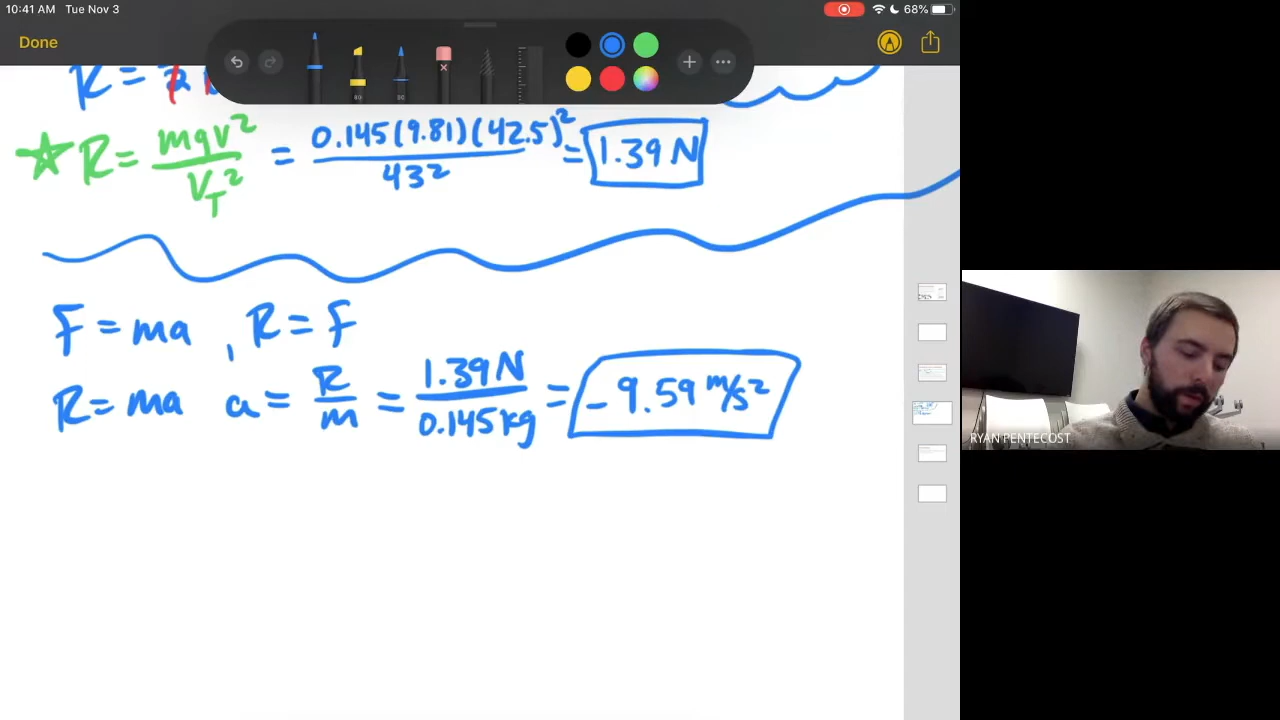 10:41 AM Tue Nov 3
68%
Done
R =
R = mgv² / V_T² = 0.145(9.81)(42.5)² / 43² = 1.39 N
F = ma , R = F
R = ma a = R / m = 1.39 N / 0.145 kg = - 9.59 m/s²
RYAN PENTECOST